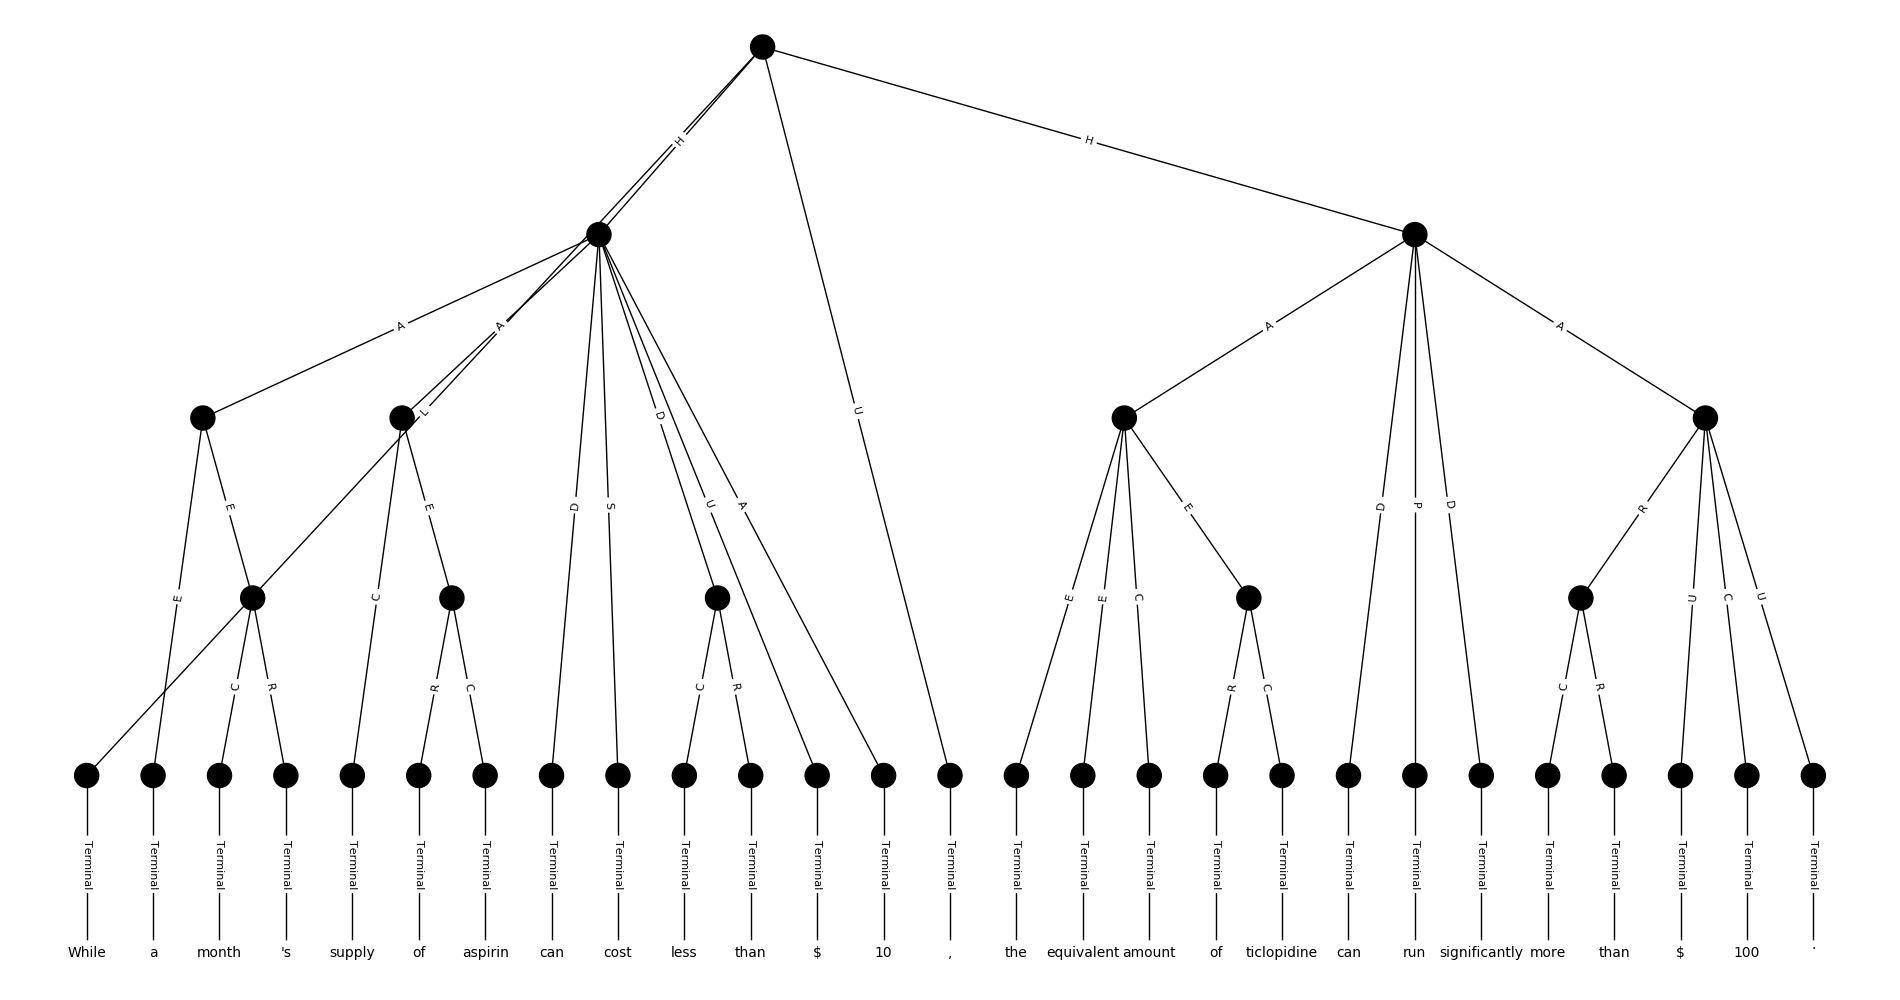 H
H
A
A
A
A
L
D
U
E
E
D
S
U
A
E
D
P
D
R
E
C
E
E
C
U
C
U
C
R
R
C
C
R
R
C
C
R
Terminal Terminal Terminal Terminal Terminal Terminal Terminal Terminal Terminal Terminal Terminal Terminal Terminal Terminal Terminal Terminal Terminal Terminal Terminal Terminal Terminal Terminal Terminal Terminal Terminal Terminal Terminal
While a month 's supply of aspirin can cost less than $ 10 , the equivalent amount of ticlopidine can run significantly more than $ 100 .